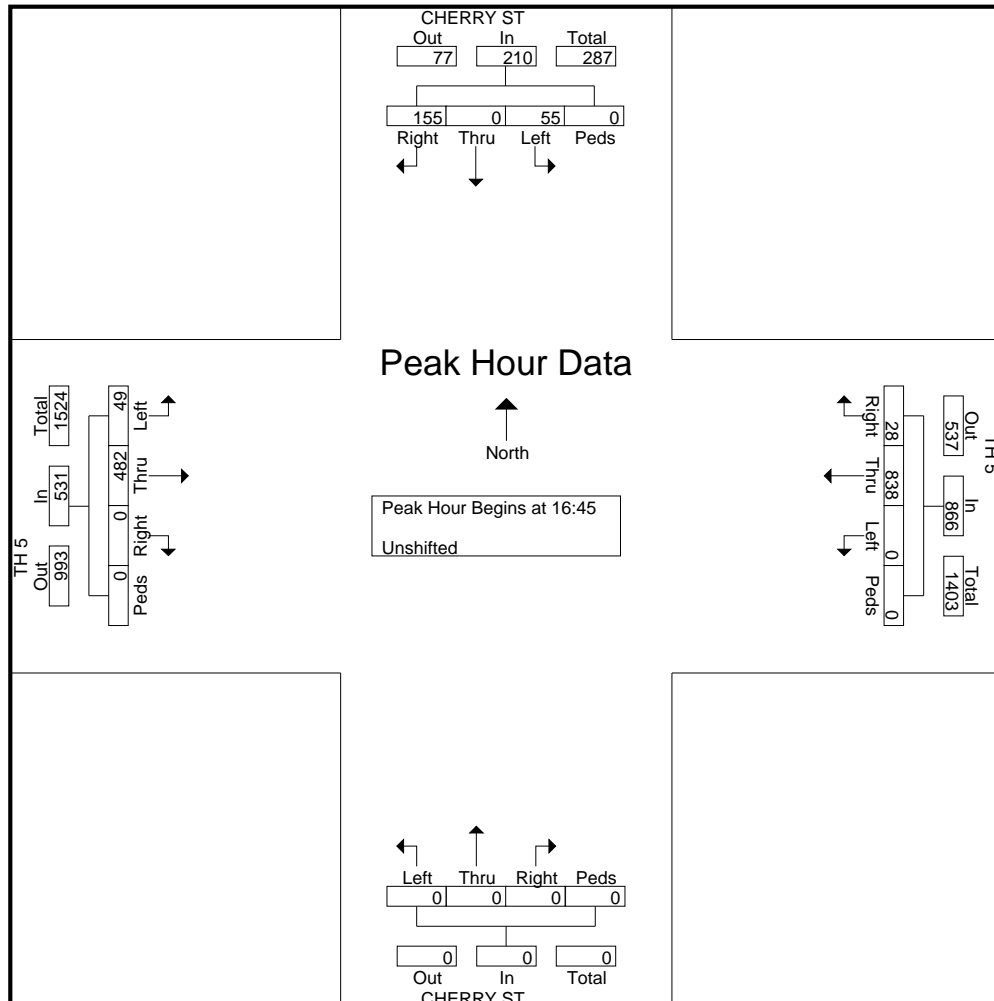 CHERRY ST
Out In Total
77 210 287
155 0 55 0
Right Thru Left Peds
Peak Hour Data
North
Peak Hour Begins at 16:45
Unshifted
TH 5
Total In Out
1524 531 993
49 482 0 0
Left Thru Right Peds
TH 5
Out In Total
537 866 1403
28 838 0 0
Right Thru Left Peds
Left Thru Right Peds
0 0 0 0
0 0 0
Out In Total
CHERRY ST